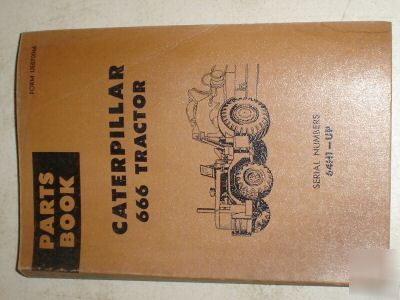 PARTS
BOOK
CATERPILLAR
666 TRACTOR
SERIAL NUMBERS
64H1-UP